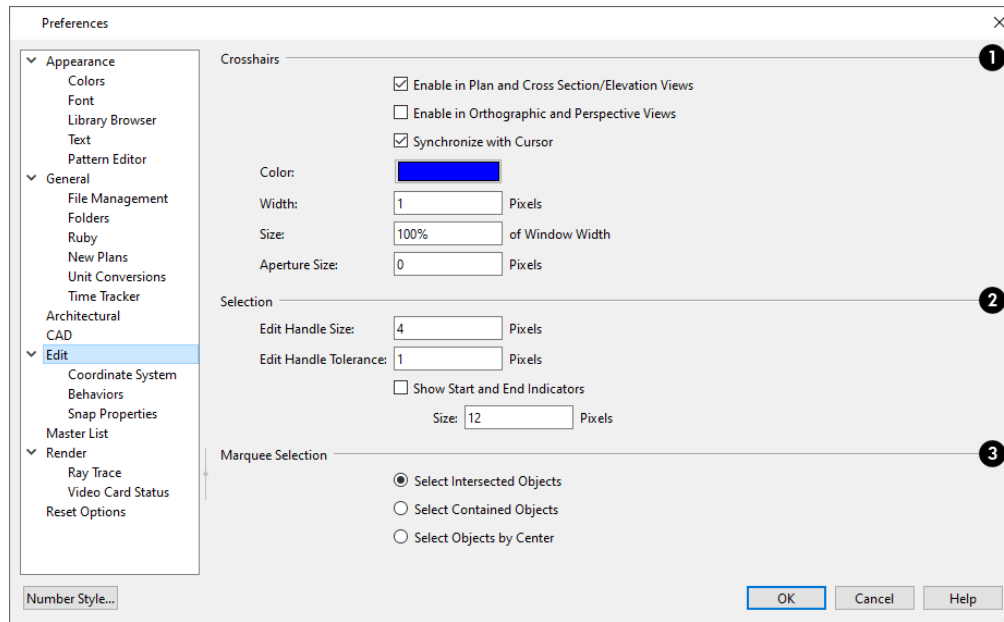 Preferences
Appearance
Colors
Font
Library Browser
Text
Pattern Editor
General
File Management
Folders
Ruby
New Plans
Unit Conversions
Time Tracker
Architectural
CAD
Edit
Coordinate System
Behaviors
Snap Properties
Master List
Render
Ray Trace
Video Card Status
Reset Options
Crosshairs 1
Enable in Plan and Cross Section/Elevation Views
Enable in Orthographic and Perspective Views
Synchronize with Cursor
Color:
Width: 1 Pixels
Size: 100% of Window Width
Aperture Size: 0 Pixels
Selection 2
Edit Handle Size: 4 Pixels
Edit Handle Tolerance: 1 Pixels
Show Start and End Indicators
Size: 12 Pixels
Marquee Selection 3
Select Intersected Objects
Select Contained Objects
Select Objects by Center
Number Style... OK Cancel Help